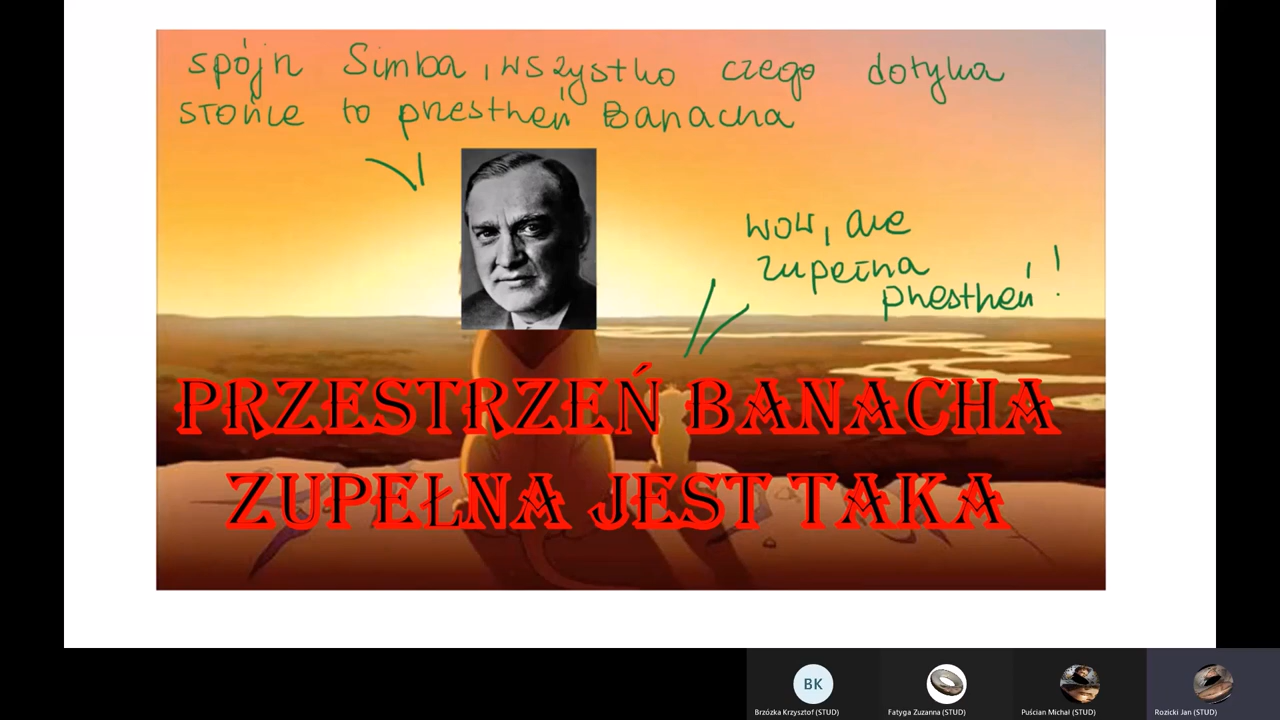 spójrz Simba, wszystko czego dotyka
słońce to przestrzeń Banacha
wow, ale
zupełna
przestrzeń!
PRZESTRZEŃ BANACHA
ZUPEŁNA JEST TAKA
BK
Brzózka Krzysztof (STUD)
Fatyga Zuzanna (STUD)
Puścian Michał (STUD)
Rozicki Jan (STUD)